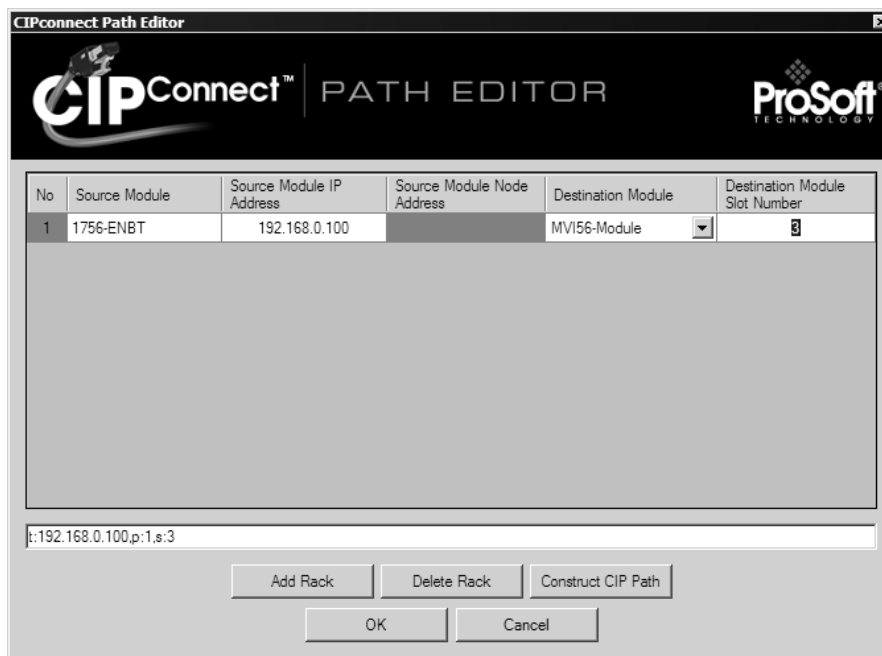 CIPconnect Path Editor
CIPConnect™ PATH EDITOR
ProSoft®
TECHNOLOGY
No Source Module Source Module IP Address Source Module Node Address Destination Module Destination Module Slot Number
1 1756-ENBT 192.168.0.100 MVI56-Module 3
t:192.168.0.100,p:1,s:3
Add Rack Delete Rack Construct CIP Path
OK Cancel